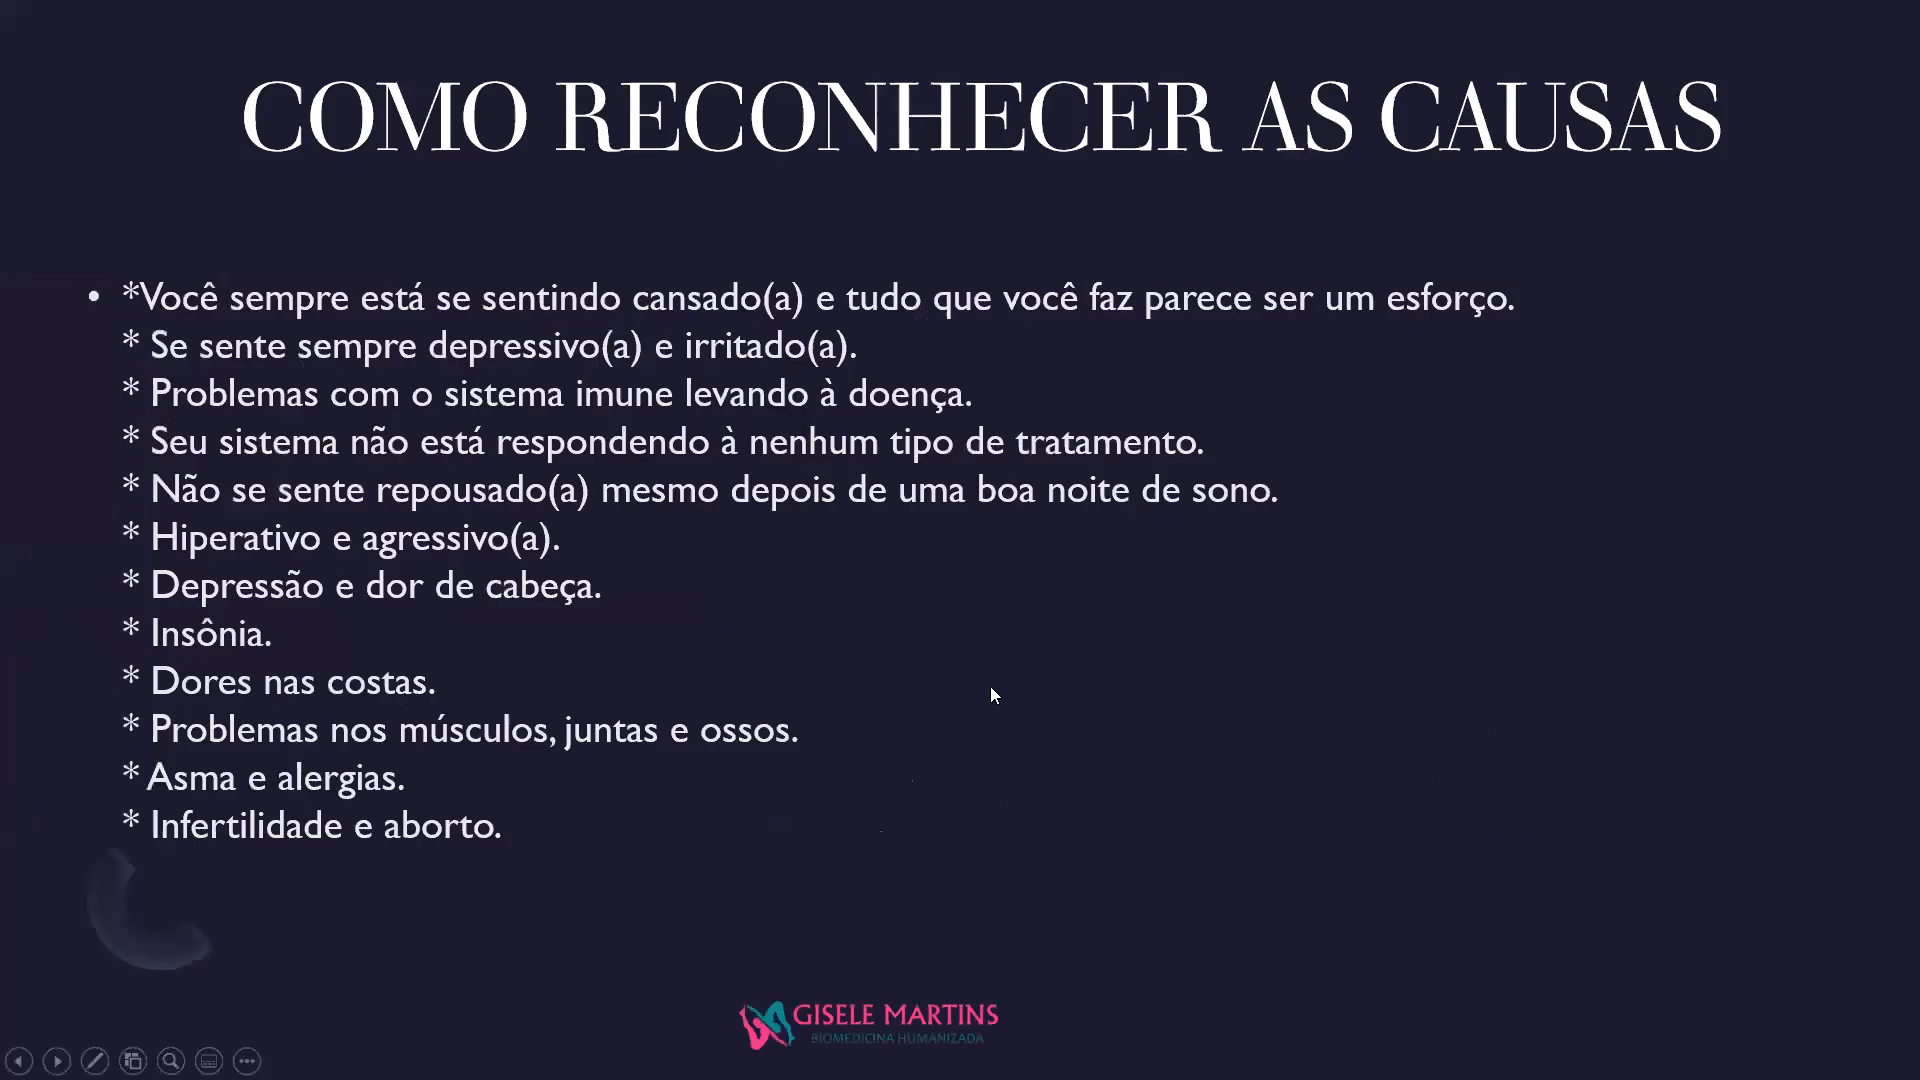 COMO RECONHECER AS CAUSAS
• *Você sempre está se sentindo cansado(a) e tudo que você faz parece ser um esforço.
* Se sente sempre depressivo(a) e irritado(a).
* Problemas com o sistema imune levando à doença.
* Seu sistema não está respondendo à nenhum tipo de tratamento.
* Não se sente repousado(a) mesmo depois de uma boa noite de sono.
* Hiperativo e agressivo(a).
* Depressão e dor de cabeça.
* Insônia.
* Dores nas costas.
* Problemas nos músculos, juntas e ossos.
* Asma e alergias.
* Infertilidade e aborto.
GISELE MARTINS
BIOMEDICINA HUMANIZADA